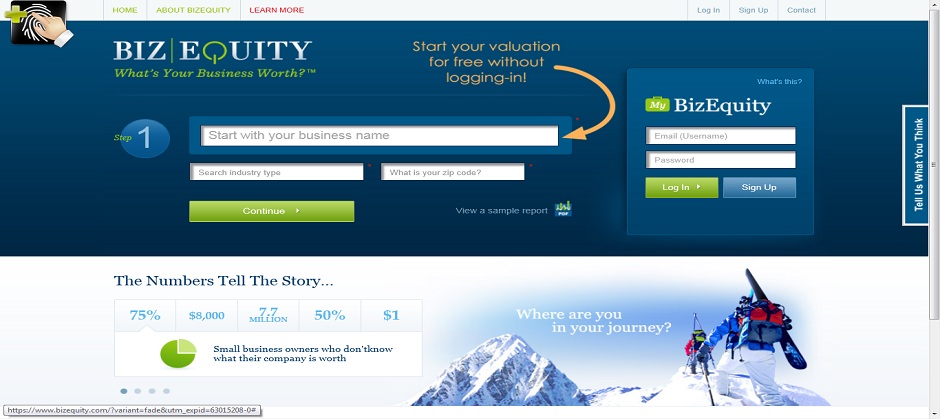 HOME
ABOUT BIZEQUITY
LEARN MORE
Log In
Sign Up
Contact
BIZ|EQUITY
What's Your Business Worth?™
Start your valuation
for free without
logging-in!
What's this?
My BizEquity
Step 1
Start with your business name
*
Email (Username)
Password
Search industry type
*
What is your zip code?
*
Log In
Sign Up
Continue
View a sample report
PDF
Tell Us What You Think
The Numbers Tell The Story...
75%
$8,000
7.7
MILLION
50%
$1
Small business owners who don'tknow
what their company is worth
Where are you
in your journey?
https://www.bizequity.com/?variant=fade&utm_expid=63015208-0#